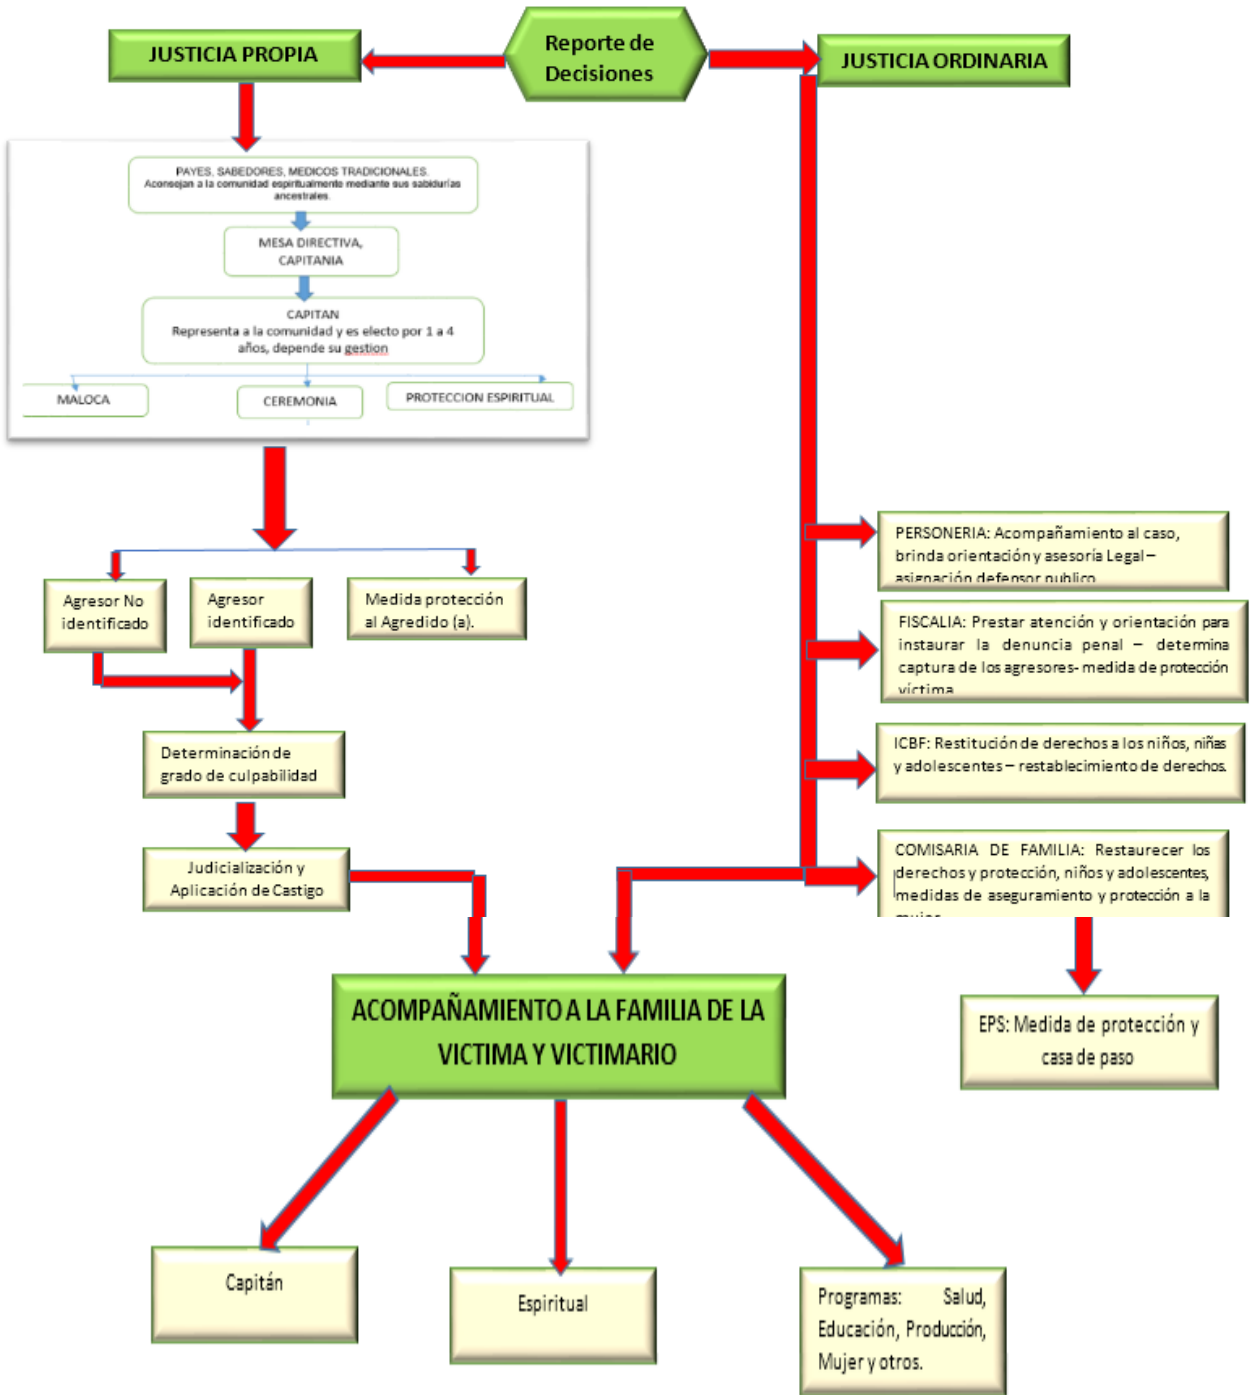 Reporte de
Decisiones
JUSTICIA PROPIA
JUSTICIA ORDINARIA
PAYES, SABEDORES, MEDICOS TRADICIONALES.
Aconsejan a la comunidad espiritualmente mediante sus sabidurías
ancestrales.
MESA DIRECTIVA,
CAPITANIA
CAPITAN
Representa a la comunidad y es electo por 1 a 4
años, depende su gestion
MALOCA
CEREMONIA
PROTECCION ESPIRITUAL
Agresor No
identificado
Agresor
identificado
Medida protección
al Agredido (a).
Determinación de
grado de culpabilidad
Judicialización y
Aplicación de Castigo
PERSONERIA: Acompañamiento al caso,
brinda orientación y asesoría Legal –
asignación defensor publico
FISCALIA: Prestar atención y orientación para
instaurar la denuncia penal – determina
captura de los agresores- medida de protección
víctima
ICBF: Restitución de derechos a los niños, niñas
y adolescentes – restablecimiento de derechos.
COMISARIA DE FAMILIA: Restaurecer los
derechos y protección, niños y adolescentes,
medidas de aseguramiento y protección a la
EPS: Medida de protección y
casa de paso
ACOMPAÑAMIENTO A LA FAMILIA DE LA
VICTIMA Y VICTIMARIO
Capitán
Espiritual
Programas: Salud,
Educación, Producción,
Mujer y otros.